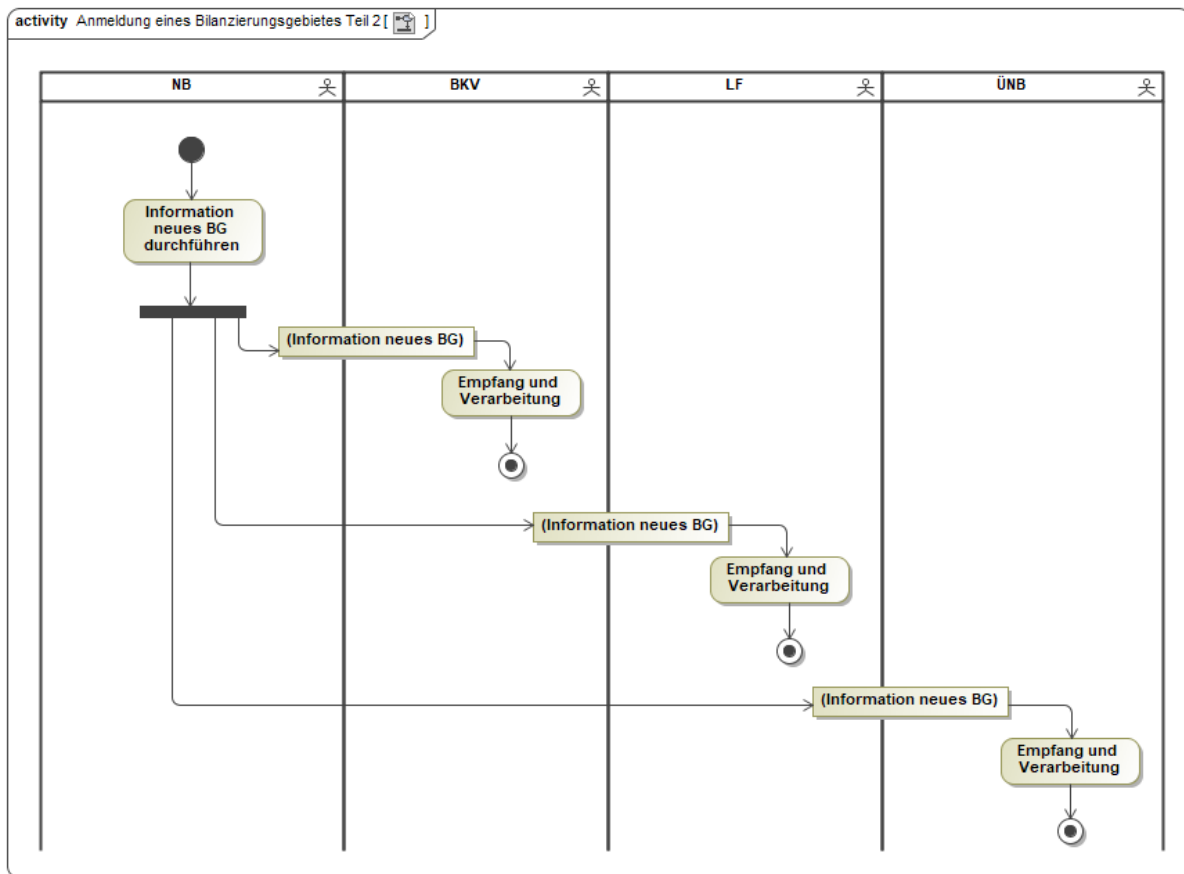 activity Anmeldung eines Bilanzierungsgebietes Teil 2 [ ]
NB
BKV
LF
ÜNB
Information
neues BG
durchführen
(Information neues BG)
Empfang und
Verarbeitung
(Information neues BG)
Empfang und
Verarbeitung
(Information neues BG)
Empfang und
Verarbeitung